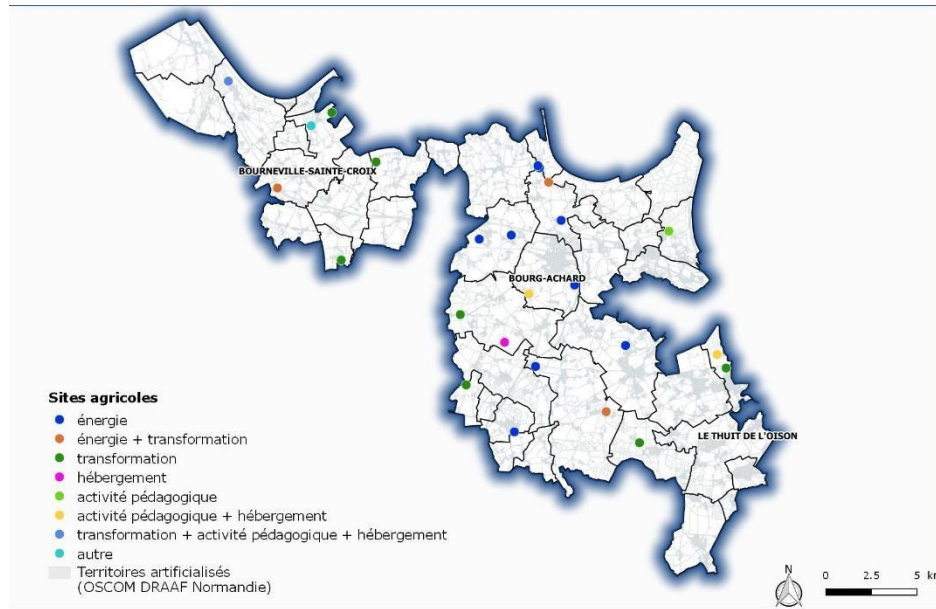 BOURNEVILLE-SAINTE-CROIX
BOURG-ACHARD
LE THUIT DE L'OISON
Sites agricoles
énergie
énergie + transformation
transformation
hébergement
activité pédagogique
activité pédagogique + hébergement
transformation + activité pédagogique + hébergement
autre
Territoires artificialisés
(OSCOM DRAAF Normandie)
N
0 2.5 5 km